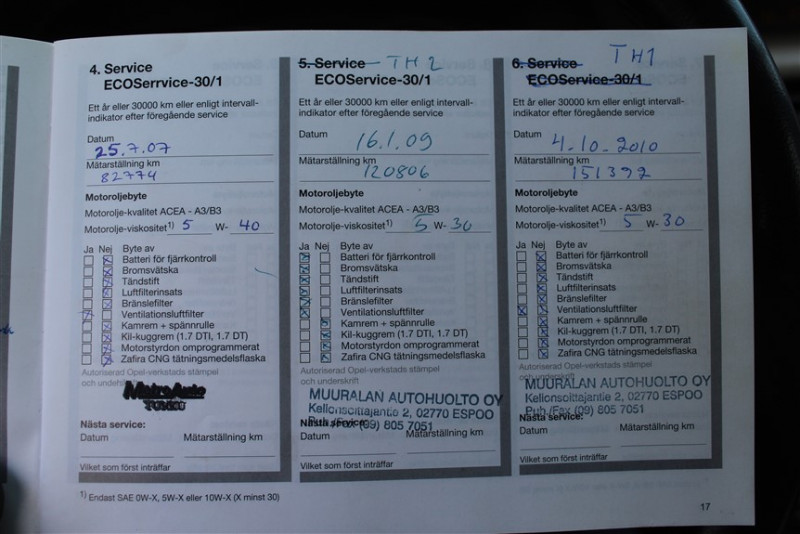 4. Service
ECOSerrvice-30/1
Ett år eller 30000 km eller enligt intervall-
indikator efter föregående service
Datum
25.7.07
Mätarställning km
82774
Motoroljebyte
Motorolje-kvalitet ACEA - A3/B3
Motorolje-viskositet1) 5 W- 40
Ja Nej Byte av
Batteri för fjärrkontroll
Bromsvätska
Tändstift
Luftfilterinsats
Bränslefilter
Ventilationsluftfilter
Kamrem + spännrulle
Kil-kuggrem (1.7 DTI, 1.7 DT)
Motorstyrdon omprogrammerat
Zafira CNG tätningsmedelsflaska
Autoriserad Opel-verkstads stämpel
och underskrift
Metro Auto
Nästa service:
Datum Mätarställning km
Vilket som först inträffar
5. Service TH2
ECOService-30/1
Ett år eller 30000 km eller enligt intervall-
indikator efter föregående service
Datum
16.1.09
Mätarställning km
120806
Motoroljebyte
Motorolje-kvalitet ACEA - A3/B3
Motorolje-viskositet1) 5 W- 30
Ja Nej Byte av
Batteri för fjärrkontroll
Bromsvätska
Tändstift
Luftfilterinsats
Bränslefilter
Ventilationsluftfilter
Kamrem + spännrulle
Kil-kuggrem (1.7 DTI, 1.7 DT)
Motorstyrdon omprogrammerat
Zafira CNG tätningsmedelsflaska
Autoriserad Opel-verkstads stämpel
och underskrift
MUURALAN AUTOHUOLTO OY
Kellonsoittajantie 2, 02770 ESPOO
Puh./Fax (09) 805 7051
Nästa service:
Datum Mätarställning km
Vilket som först inträffar
6. Service TH1
ECOService-30/1
Ett år eller 30000 km eller enligt intervall-
indikator efter föregående service
Datum
4.10.2010
Mätarställning km
151392
Motoroljebyte
Motorolje-kvalitet ACEA - A3/B3
Motorolje-viskositet1) 5 W- 30
Ja Nej Byte av
Batteri för fjärrkontroll
Bromsvätska
Tändstift
Luftfilterinsats
Bränslefilter
Ventilationsluftfilter
Kamrem + spännrulle
Kil-kuggrem (1.7 DTI, 1.7 DT)
Motorstyrdon omprogrammerat
Zafira CNG tätningsmedelsflaska
Autoriserad Opel-verkstads stämpel
och underskrift
MUURALAN AUTOHUOLTO OY
Kellonsoittajantie 2, 02770 ESPOO
Puh./Fax (09) 805 7051
Nästa service:
Datum Mätarställning km
Vilket som först inträffar
1) Endast SAE 0W-X, 5W-X eller 10W-X (X minst 30)
17